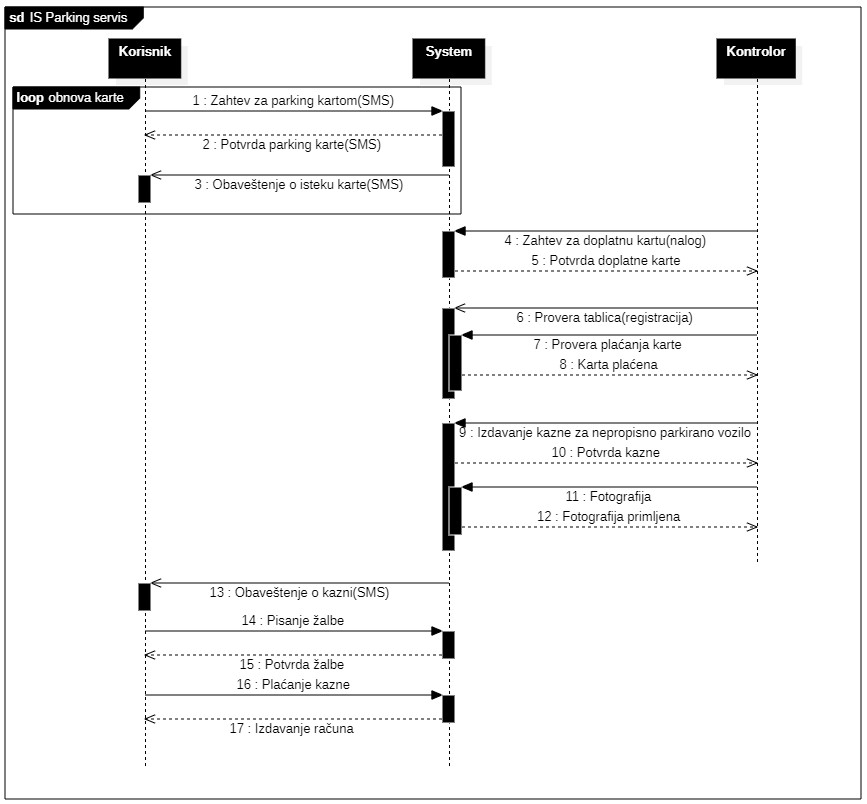 sd IS Parking servis
Korisnik
System
Kontrolor
loop obnova karte
1 : Zahtev za parking kartom(SMS)
2 : Potvrda parking karte(SMS)
3 : Obaveštenje o isteku karte(SMS)
4 : Zahtev za doplatnu kartu(nalog)
5 : Potvrda doplatne karte
6 : Provera tablica(registracija)
7 : Provera plaćanja karte
8 : Karta plaćena
9 : Izdavanje kazne za nepropisno parkirano vozilo
10 : Potvrda kazne
11 : Fotografija
12 : Fotografija primljena
13 : Obaveštenje o kazni(SMS)
14 : Pisanje žalbe
15 : Potvrda žalbe
16 : Plaćanje kazne
17 : Izdavanje računa